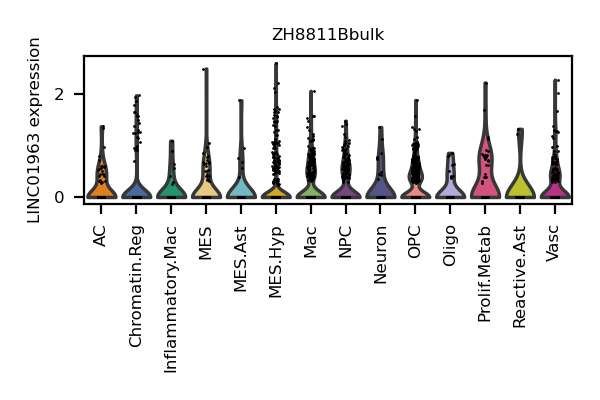 ZH8811Bbulk
LINC01963 expression
2
0
AC
Chromatin.Reg
Inflammatory.Mac
MES
MES.Ast
MES.Hyp
Mac
NPC
Neuron
OPC
Oligo
Prolif.Metab
Reactive.Ast
Vasc